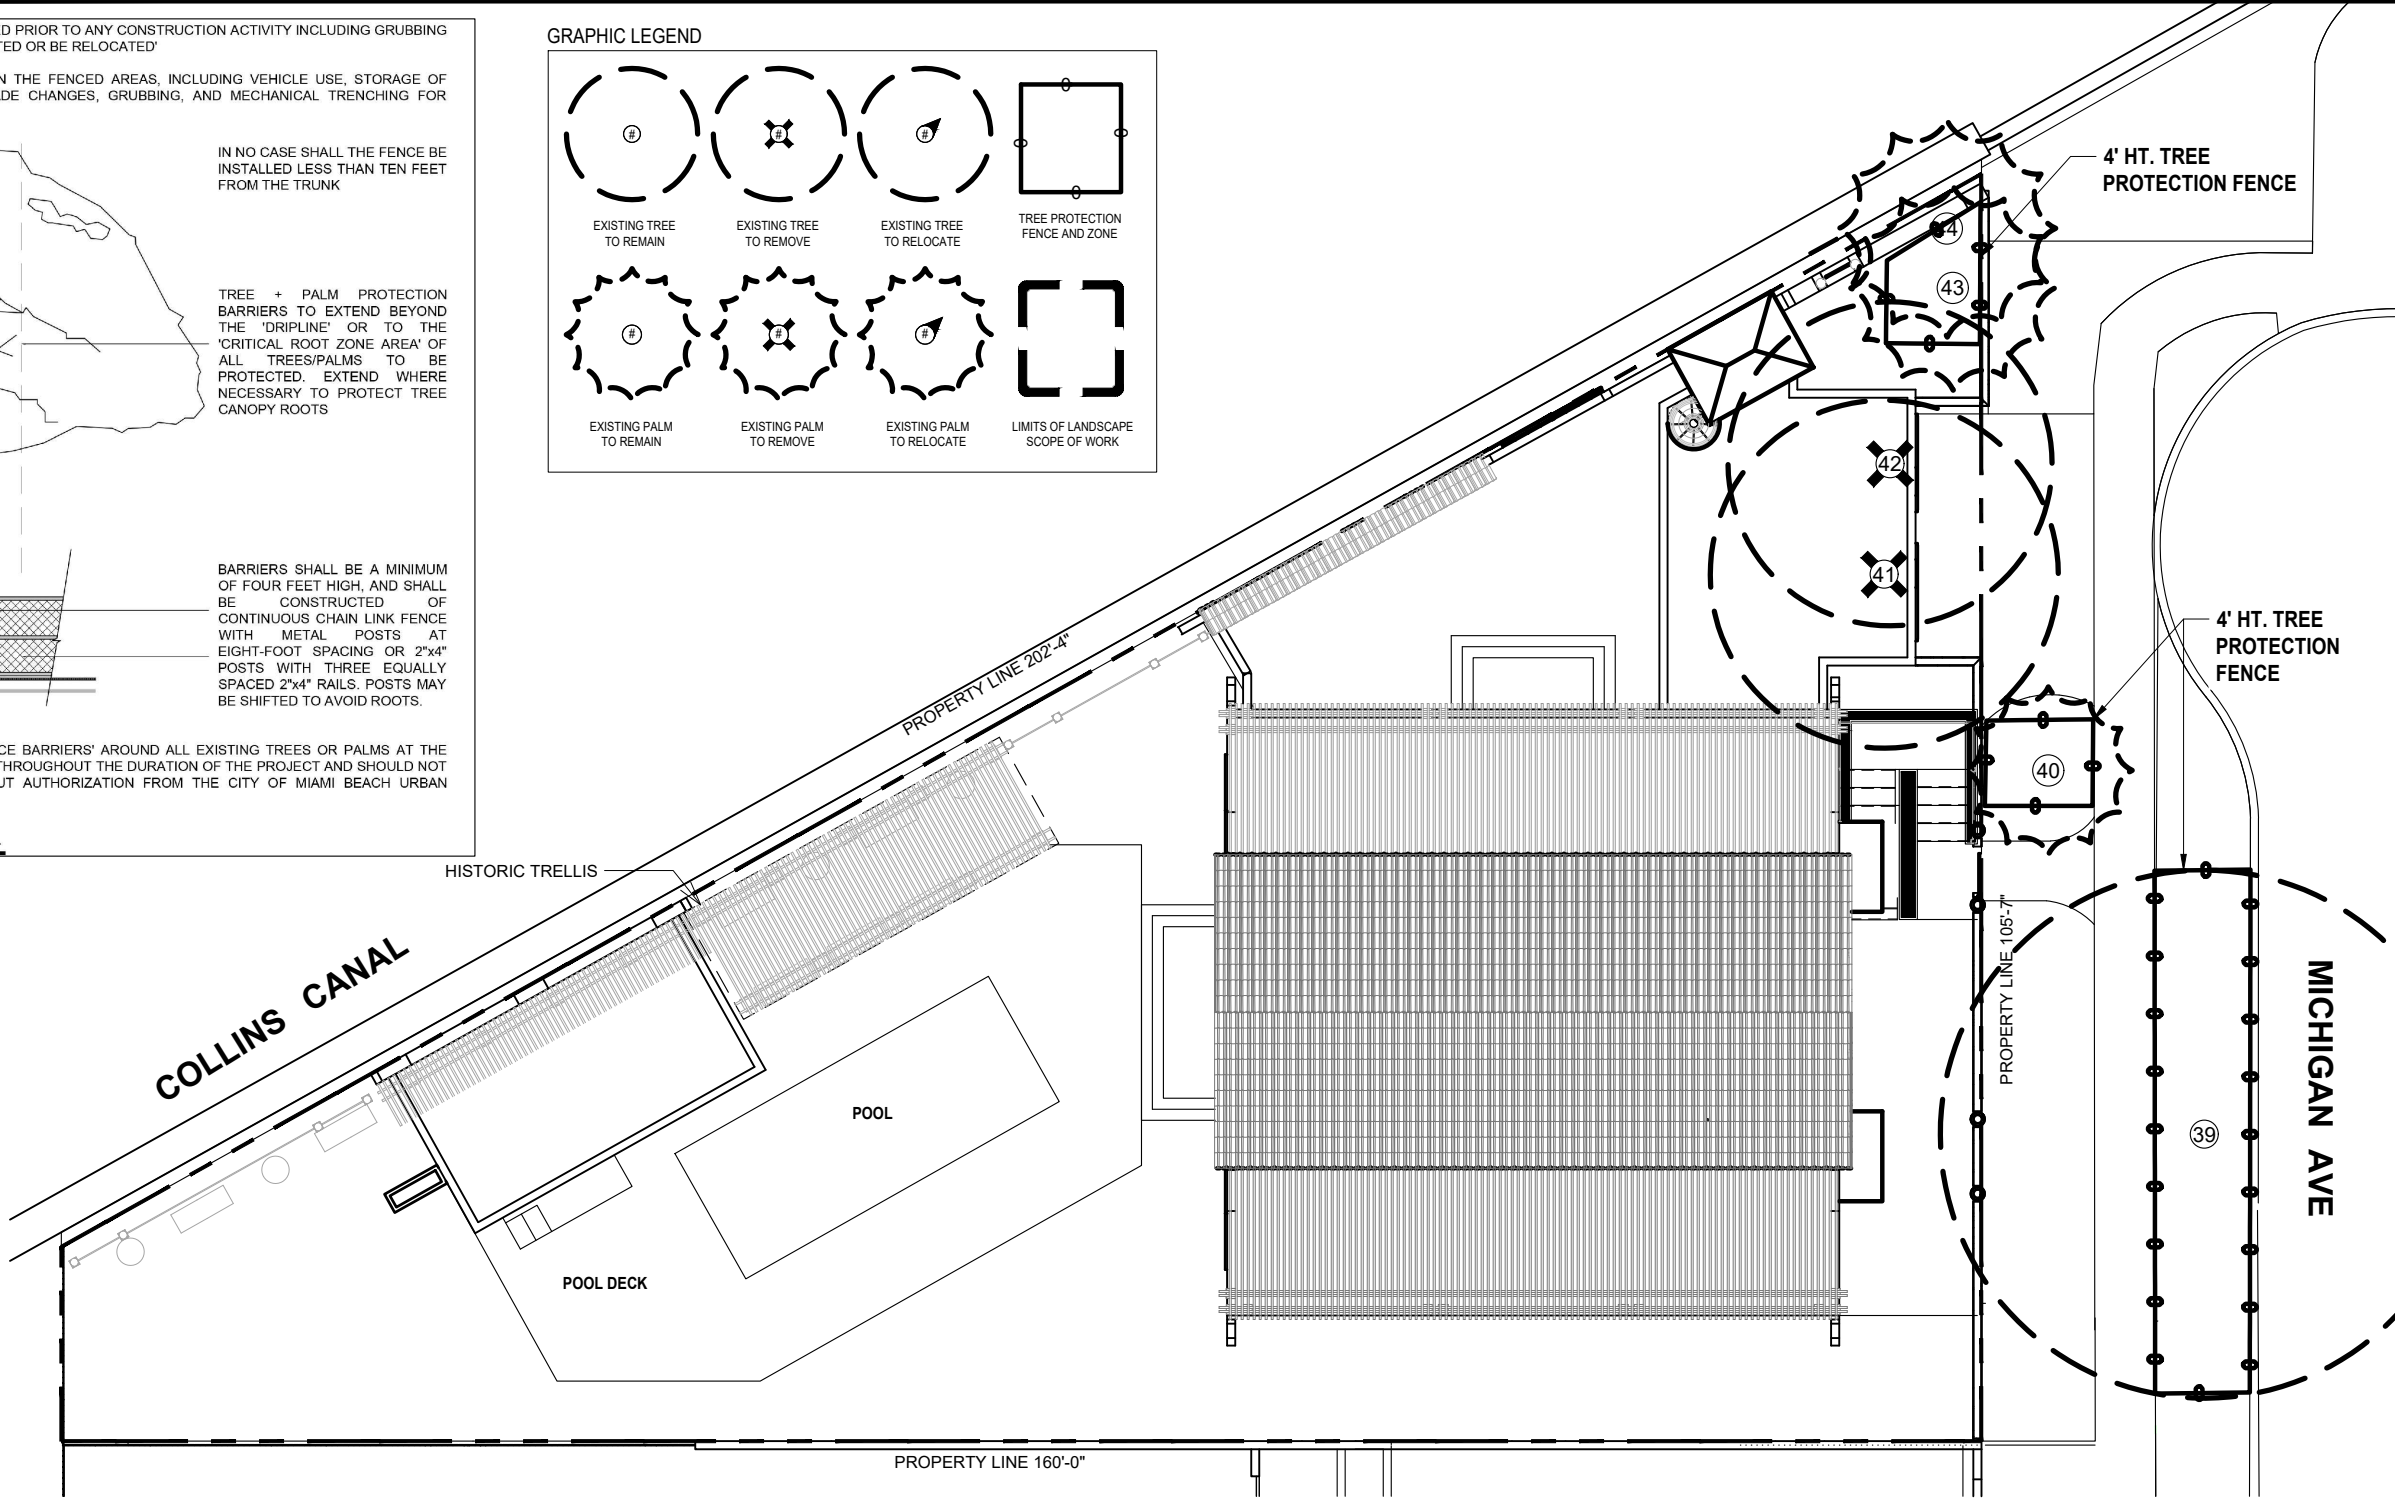 ED PRIOR TO ANY CONSTRUCTION ACTIVITY INCLUDING GRUBBING
TED OR BE RELOCATED'
N THE FENCED AREAS, INCLUDING VEHICLE USE, STORAGE OF
DE CHANGES, GRUBBING, AND MECHANICAL TRENCHING FOR
IN NO CASE SHALL THE FENCE BE
INSTALLED LESS THAN TEN FEET
FROM THE TRUNK
TREE + PALM PROTECTION
BARRIERS TO EXTEND BEYOND
THE 'DRIPLINE' OR TO THE
'CRITICAL ROOT ZONE AREA' OF
ALL TREES/PALMS TO BE
PROTECTED. EXTEND WHERE
NECESSARY TO PROTECT TREE
CANOPY ROOTS
BARRIERS SHALL BE A MINIMUM
OF FOUR FEET HIGH, AND SHALL
BE CONSTRUCTED OF
CONTINUOUS CHAIN LINK FENCE
WITH METAL POSTS AT
EIGHT-FOOT SPACING OR 2"x4"
POSTS WITH THREE EQUALLY
SPACED 2"x4" RAILS. POSTS MAY
BE SHIFTED TO AVOID ROOTS.
CE BARRIERS' AROUND ALL EXISTING TREES OR PALMS AT THE
THROUGHOUT THE DURATION OF THE PROJECT AND SHOULD NOT
UT AUTHORIZATION FROM THE CITY OF MIAMI BEACH URBAN
GRAPHIC LEGEND
#
#
#
EXISTING TREE
TO REMAIN
EXISTING TREE
TO REMOVE
EXISTING TREE
TO RELOCATE
TREE PROTECTION
FENCE AND ZONE
#
#
#
EXISTING PALM
TO REMAIN
EXISTING PALM
TO REMOVE
EXISTING PALM
TO RELOCATE
LIMITS OF LANDSCAPE
SCOPE OF WORK
4' HT. TREE
PROTECTION FENCE
44
43
42
41
4' HT. TREE
PROTECTION
FENCE
40
39
PROPERTY LINE 202'-4"
HISTORIC TRELLIS
COLLINS CANAL
POOL
POOL DECK
PROPERTY LINE 105'-7"
MICHIGAN AVE
PROPERTY LINE 160'-0"